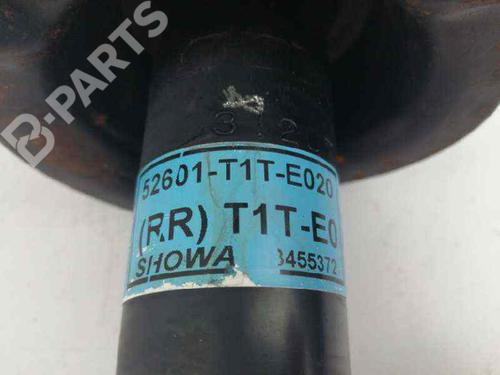 B-PARTS
52601-T1T-E020
(RR) T1T-E0
SHOWA 3455372